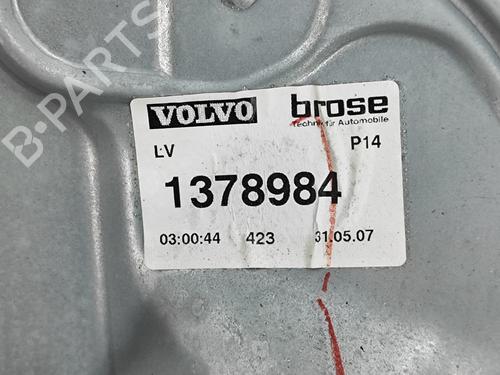 B-PARTS
VOLVO brose
Technik für Automobile
LV P14
1378984
03:00:44 423 31.05.07